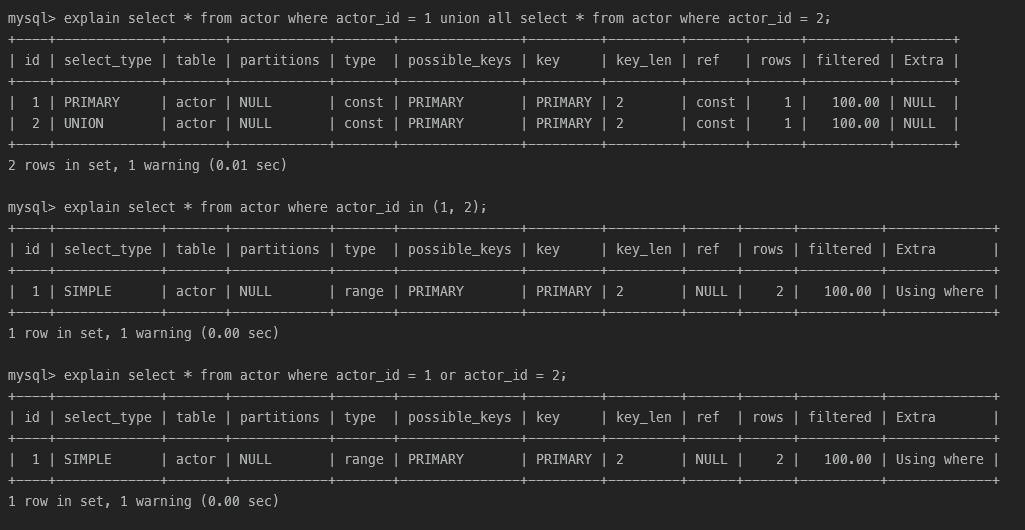 mysql> explain select * from actor where actor_id = 1 union all select * from actor where actor_id = 2;
+----+-------------+-------+------------+-------+---------------+---------+---------+-------+------+----------+-------+
| id | select_type | table | partitions | type  | possible_keys | key     | key_len | ref   | rows | filtered | Extra |
+----+-------------+-------+------------+-------+---------------+---------+---------+-------+------+----------+-------+
|  1 | PRIMARY     | actor | NULL       | const | PRIMARY       | PRIMARY | 2       | const |    1 |   100.00 | NULL  |
|  2 | UNION       | actor | NULL       | const | PRIMARY       | PRIMARY | 2       | const |    1 |   100.00 | NULL  |
+----+-------------+-------+------------+-------+---------------+---------+---------+-------+------+----------+-------+
2 rows in set, 1 warning (0.01 sec)

mysql> explain select * from actor where actor_id in (1, 2);
+----+-------------+-------+------------+-------+---------------+---------+---------+------+------+----------+-------------+
| id | select_type | table | partitions | type  | possible_keys | key     | key_len | ref  | rows | filtered | Extra       |
+----+-------------+-------+------------+-------+---------------+---------+---------+------+------+----------+-------------+
|  1 | SIMPLE      | actor | NULL       | range | PRIMARY       | PRIMARY | 2       | NULL |    2 |   100.00 | Using where |
+----+-------------+-------+------------+-------+---------------+---------+---------+------+------+----------+-------------+
1 row in set, 1 warning (0.00 sec)

mysql> explain select * from actor where actor_id = 1 or actor_id = 2;
+----+-------------+-------+------------+-------+---------------+---------+---------+------+------+----------+-------------+
| id | select_type | table | partitions | type  | possible_keys | key     | key_len | ref  | rows | filtered | Extra       |
+----+-------------+-------+------------+-------+---------------+---------+---------+------+------+----------+-------------+
|  1 | SIMPLE      | actor | NULL       | range | PRIMARY       | PRIMARY | 2       | NULL |    2 |   100.00 | Using where |
+----+-------------+-------+------------+-------+---------------+---------+---------+------+------+----------+-------------+
1 row in set, 1 warning (0.00 sec)